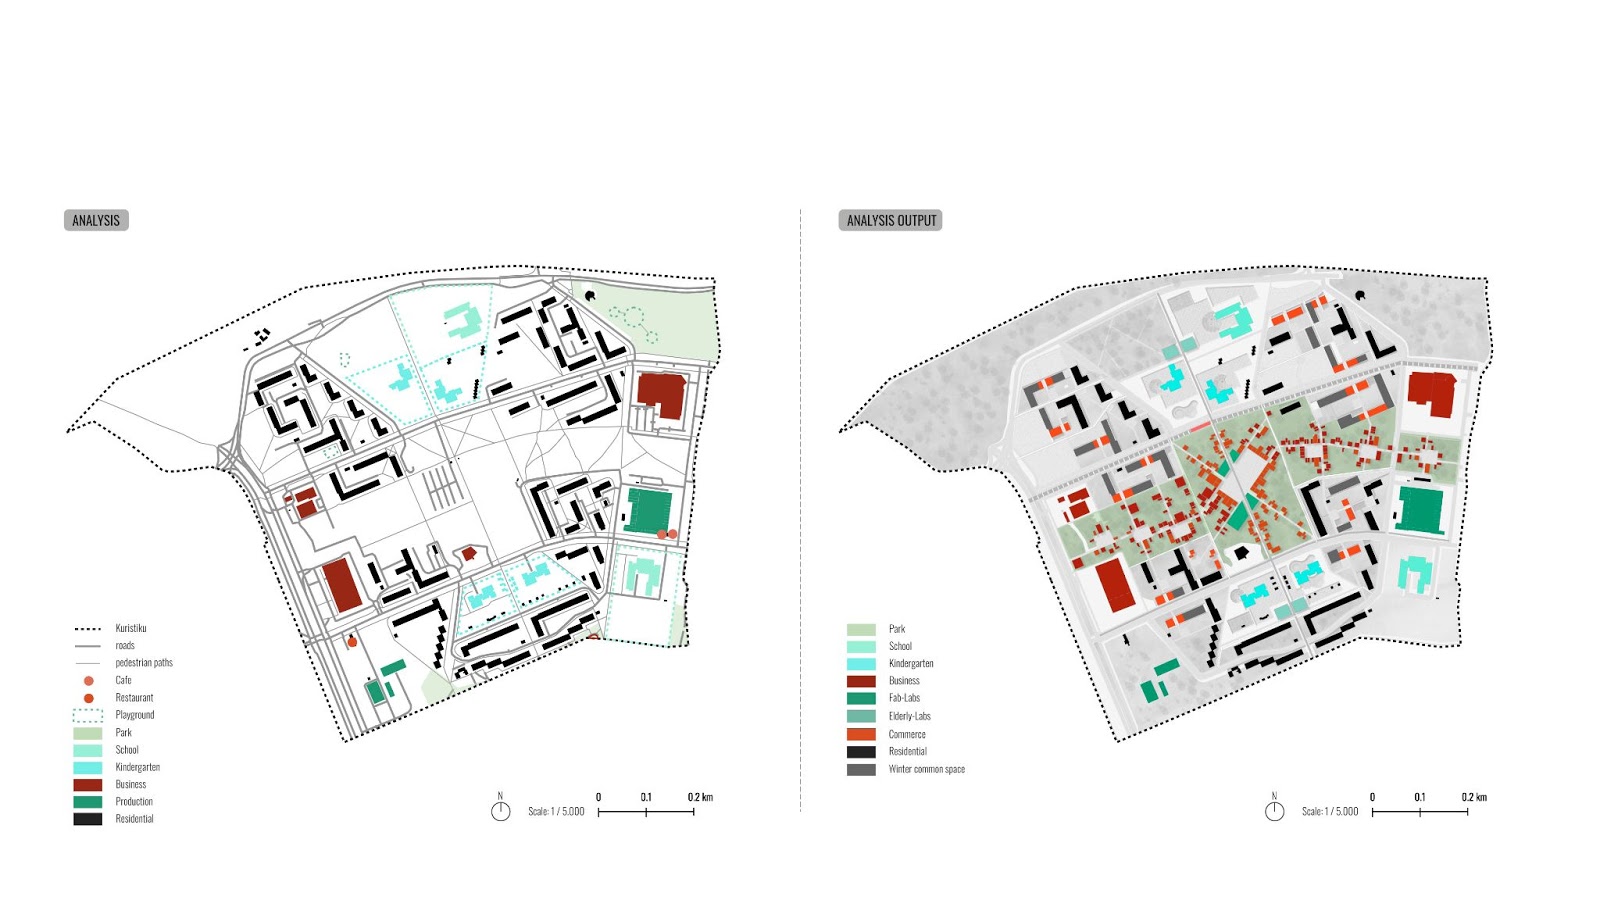 ANALYSIS
Kuristiku
roads
pedestrian paths
Cafe
Restaurant
Playground
Park
School
Kindergarten
Business
Production
Residential
N
Scale: 1 / 5.000
0 0.1 0.2 km
ANALYSIS OUTPUT
Park
School
Kindergarten
Business
Fab-Labs
Elderly-Labs
Commerce
Residential
Winter common space
N
Scale: 1 / 5.000
0 0.1 0.2 km